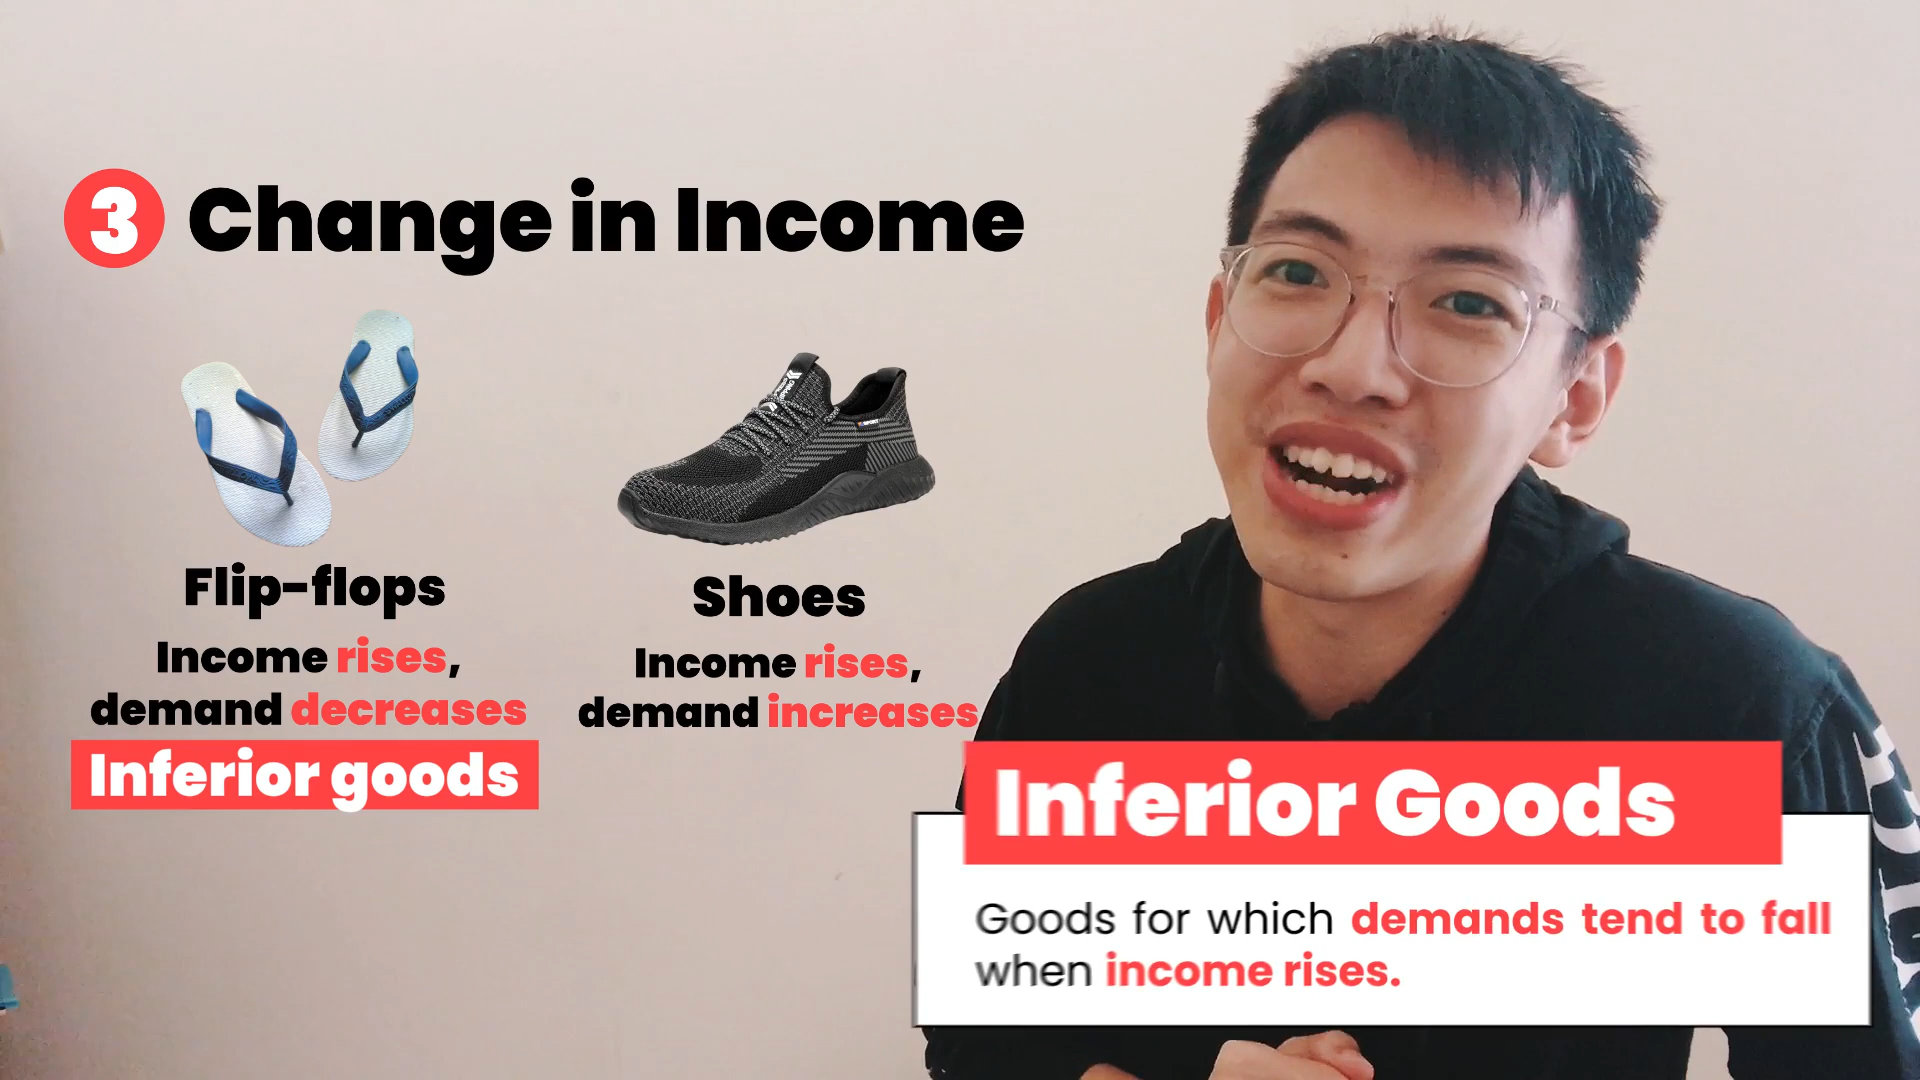 3 Change in Income
Flip-flops
Income rises,
demand decreases
Inferior goods
Shoes
Income rises,
demand increases
Inferior Goods
Goods for which demands tend to fall
when income rises.